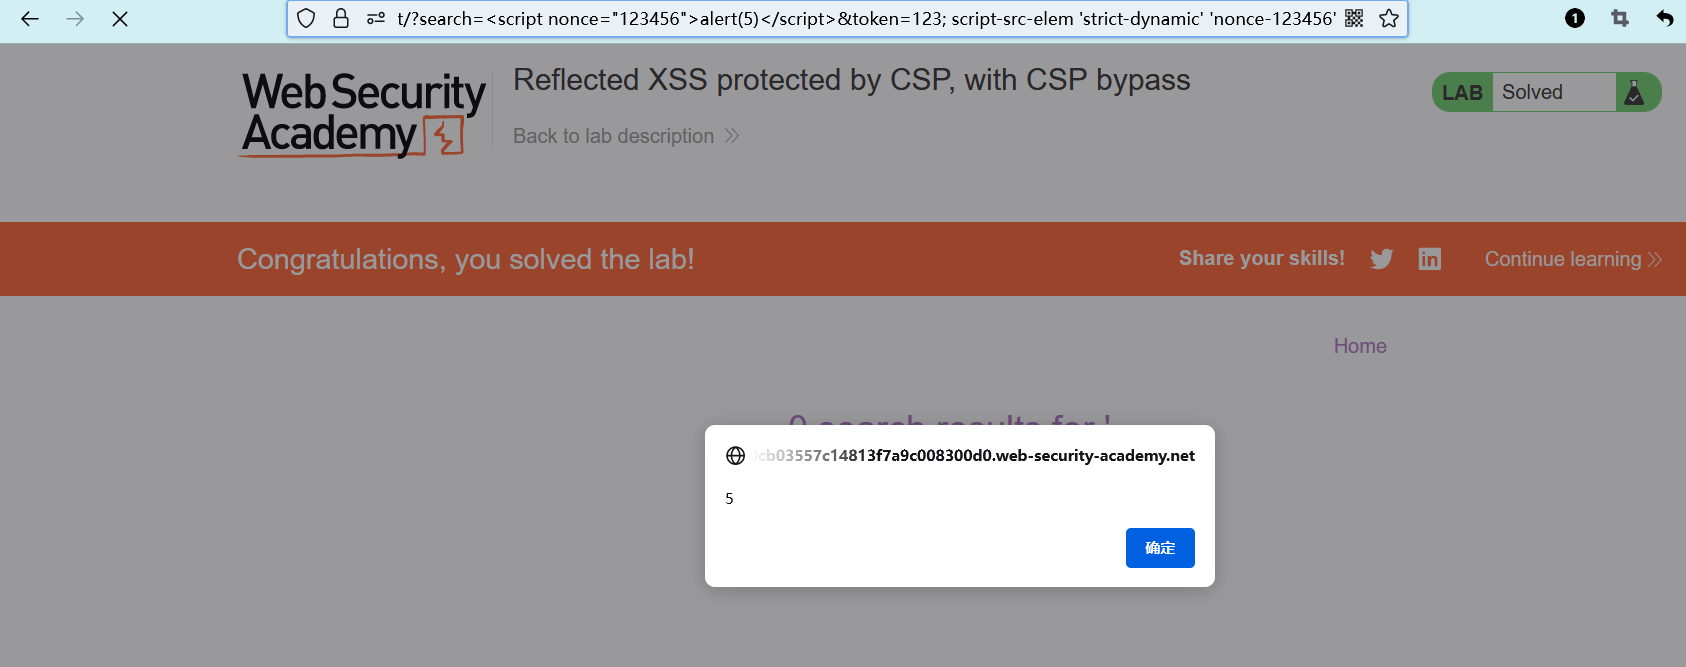 t/?search=<script nonce="123456">alert(5)</script>&token=123; script-src-elem 'strict-dynamic' 'nonce-123456'
1
Web Security
Academy
Reflected XSS protected by CSP, with CSP bypass
Back to lab description
LAB Solved
Congratulations, you solved the lab!
Share your skills!
in
Continue learning
Home
0 search results for '
cb03557c14813f7a9c008300d0.web-security-academy.net
5
确定